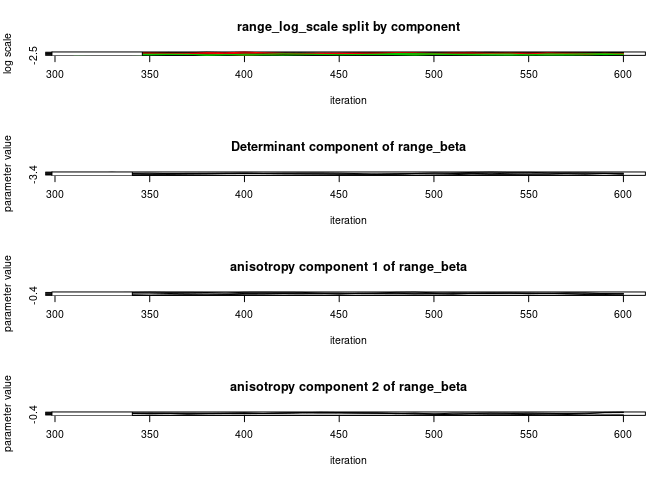 range_log_scale split by component
log scale
-2.5
300 350 400 450 500 550 600
iteration
Determinant component of range_beta
parameter value
-3.4
300 350 400 450 500 550 600
iteration
anisotropy component 1 of range_beta
parameter value
-0.4
300 350 400 450 500 550 600
iteration
anisotropy component 2 of range_beta
parameter value
-0.4
300 350 400 450 500 550 600
iteration